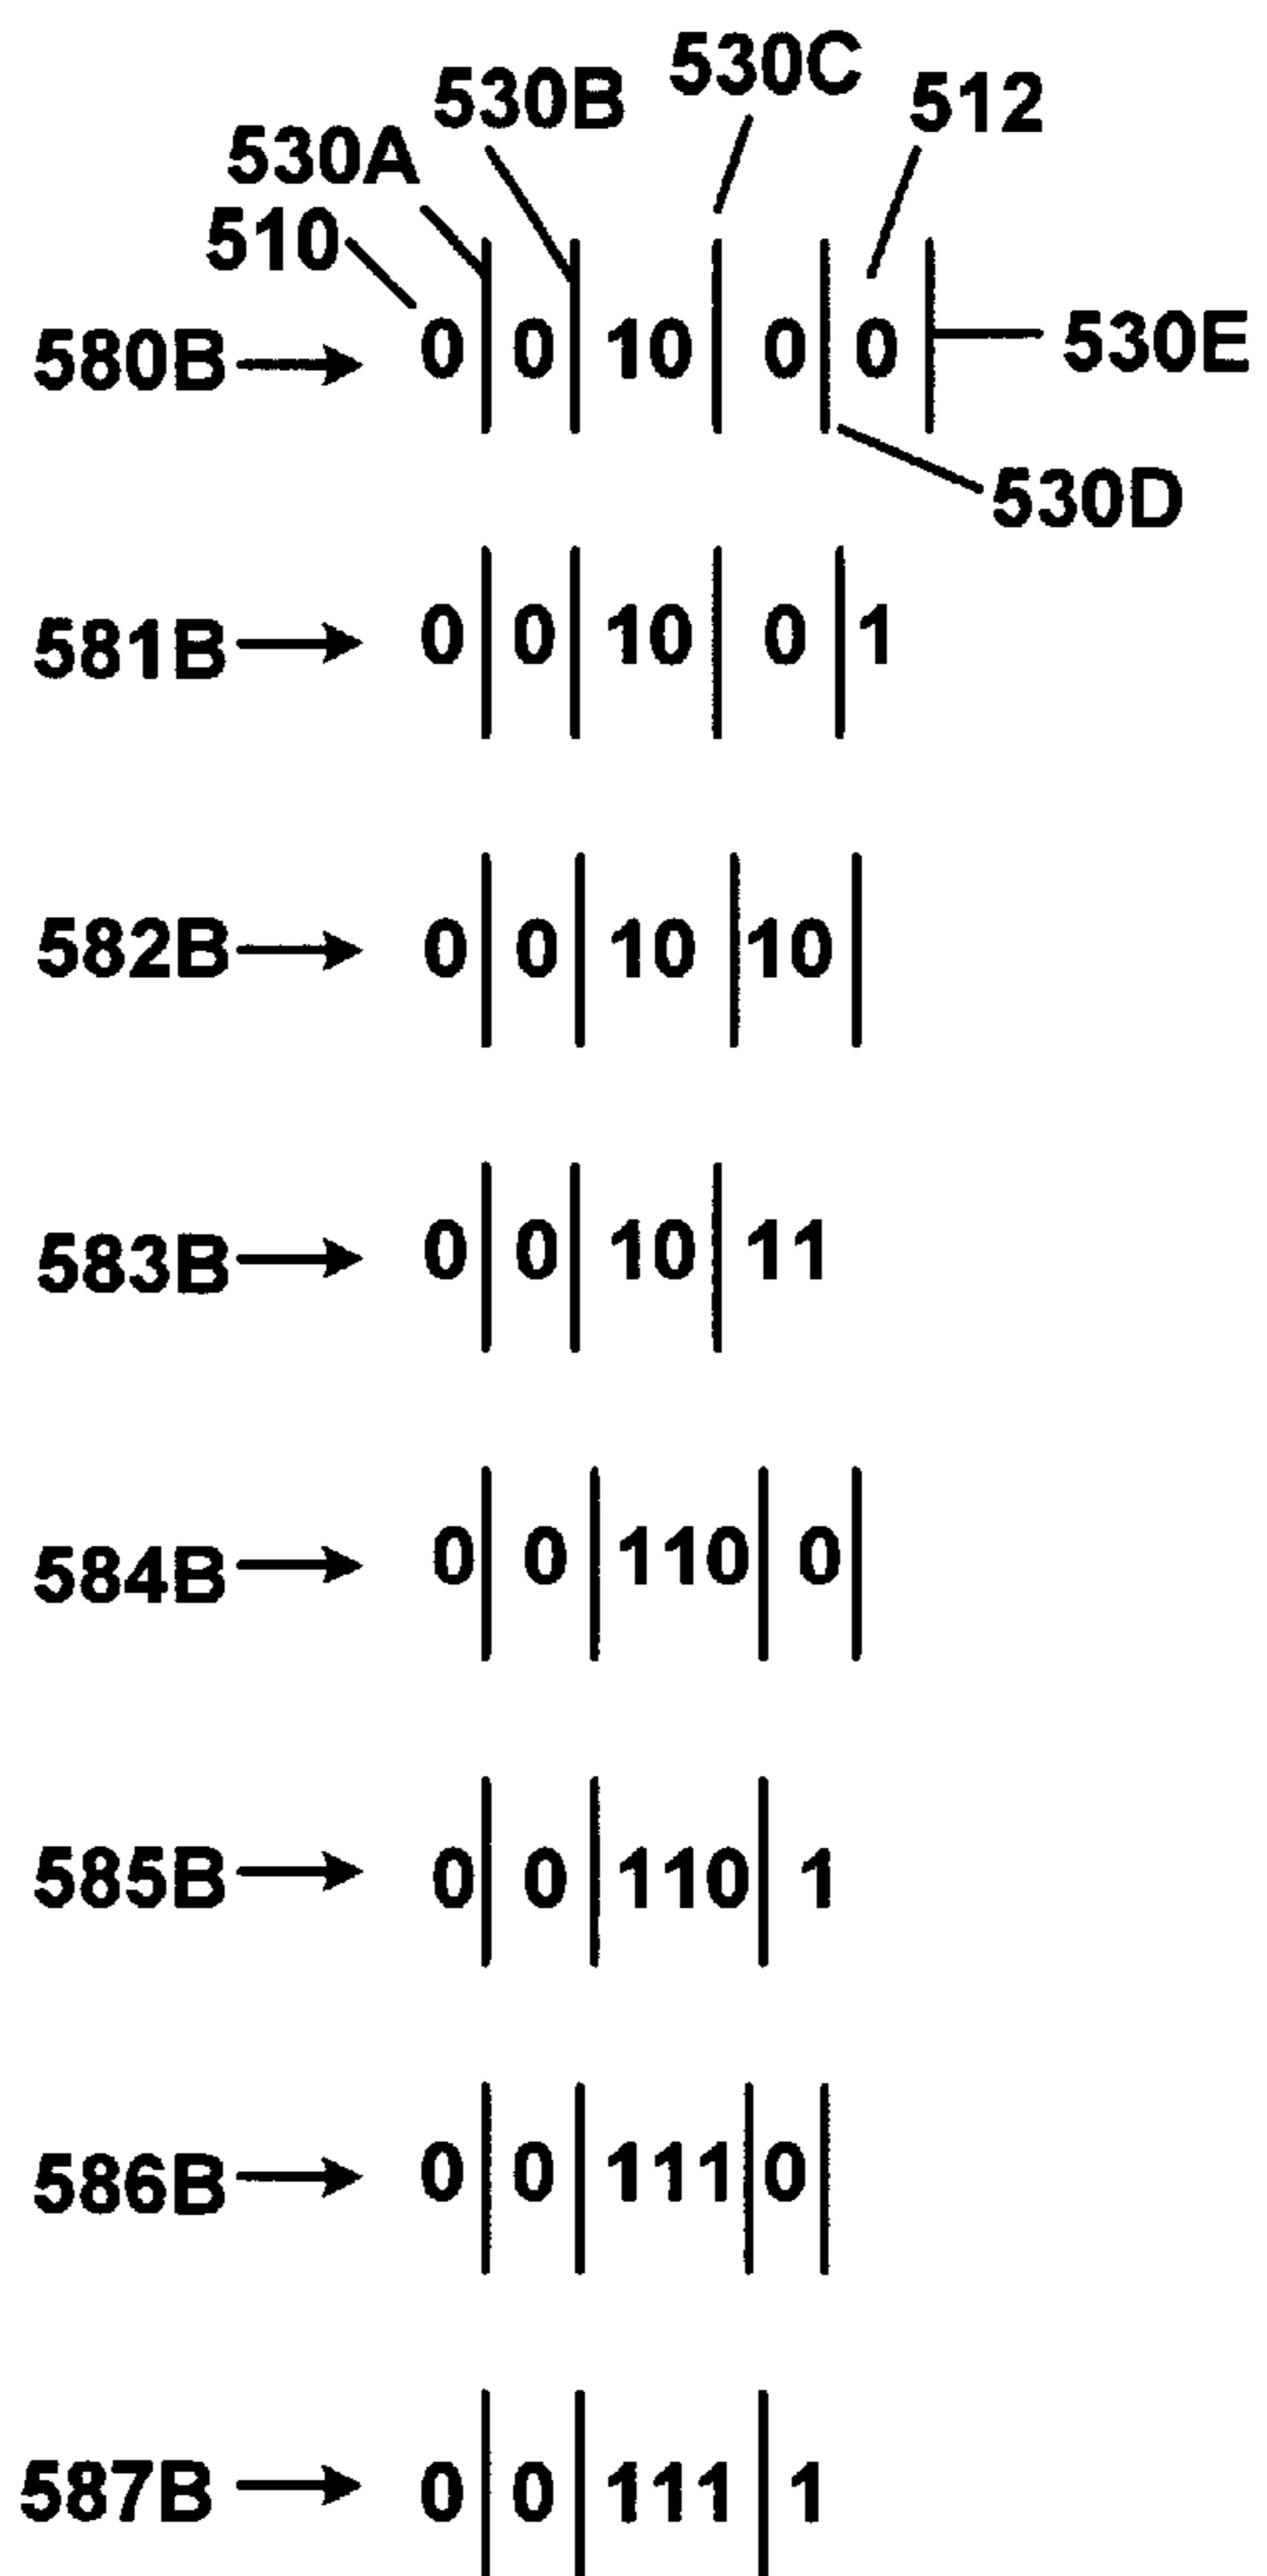 530C
530B 512
530A
510
580B 0 0 10 0 0 530E
530D
581B 0 0 10 0 1
582B 0 0 10 10
583B 0 0 10 11
584B 0 0 110 0
585B 0 0 110 1
586B 0 0 111 0
587B 0 0 111 1